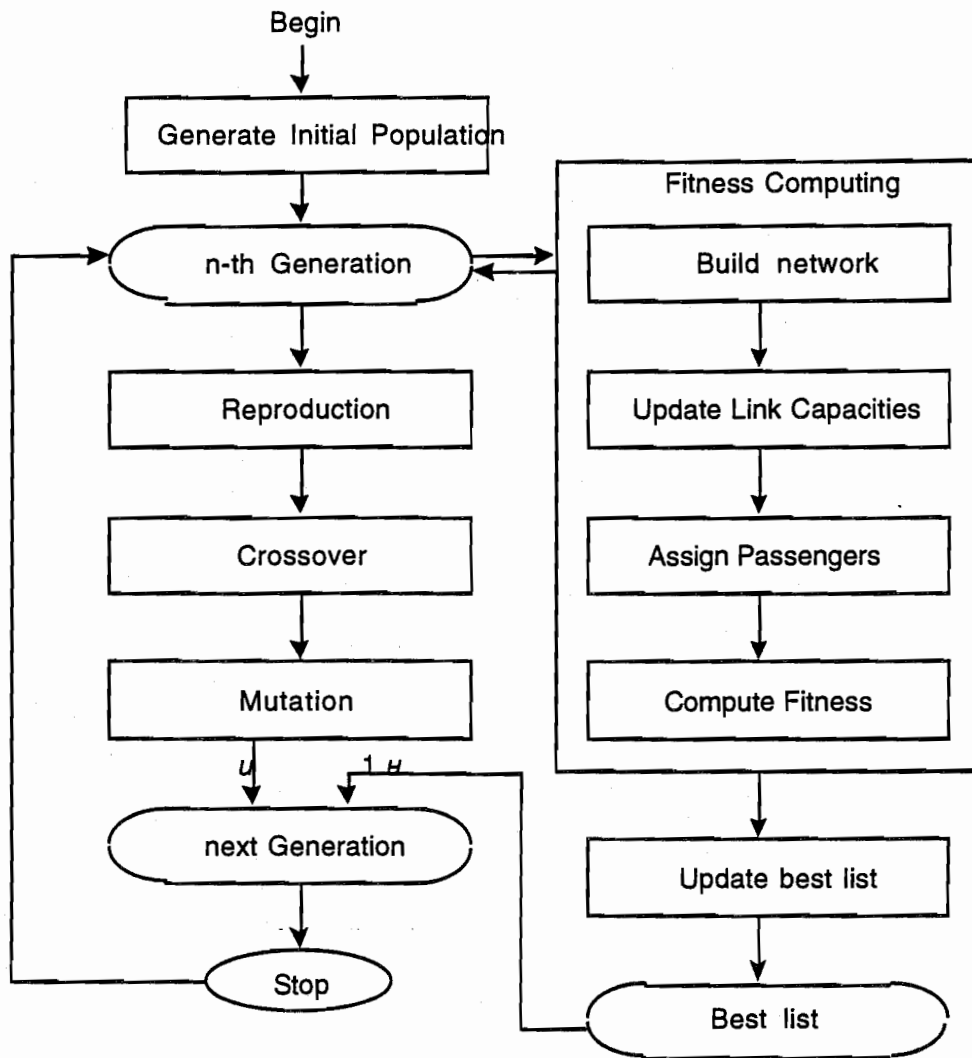 Begin
Generate Initial Population
n-th Generation
Reproduction
Crossover
Mutation
u
1 u
next Generation
Stop
Fitness Computing
Build network
Update Link Capacities
Assign Passengers
Compute Fitness
Update best list
Best list